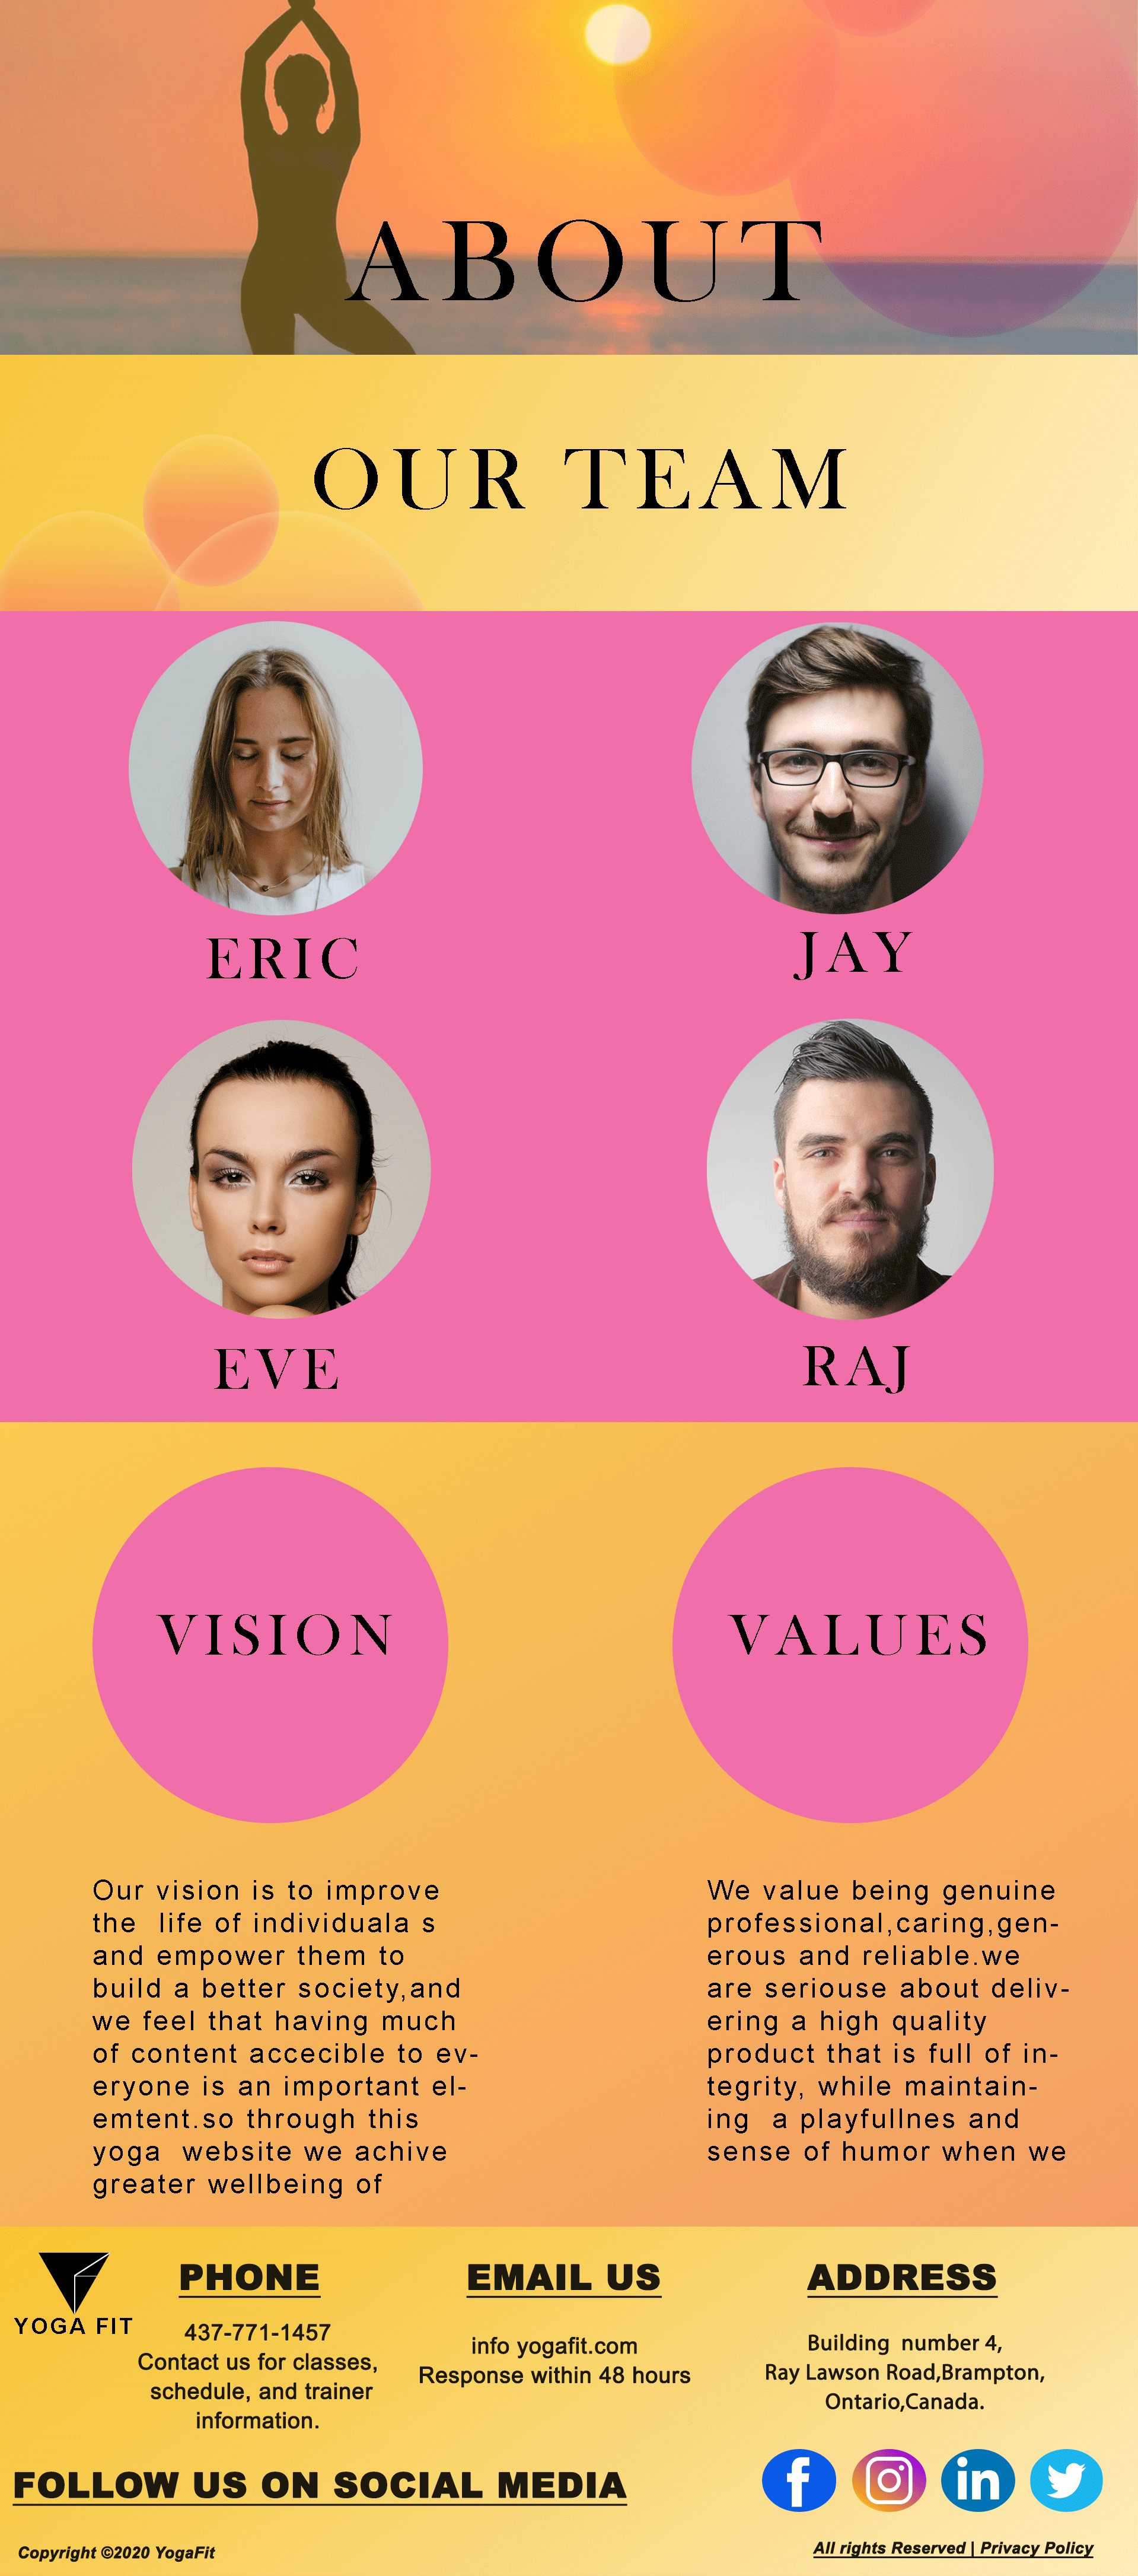 ABOUT
OUR TEAM
ERIC
JAY
EVE
RAJ
VISION
VALUES
Our vision is to improve
the  life of individuala s
and empower them to
build a better society,and
we feel that having much
of content accecible to ev-
eryone is an important el-
emtent.so through this
yoga  website we achive
greater wellbeing of
We value being genuine
professional,caring,gen-
erous and reliable.we
are seriouse about deliv-
ering a high quality
product that is full of in-
tegrity, while maintain-
ing  a playfullnes and
sense of humor when we
YOGA FIT
PHONE
437-771-1457
Contact us for classes,
schedule, and trainer
information.
EMAIL US
info yogafit.com
Response within 48 hours
ADDRESS
Building  number 4,
Ray Lawson Road,Brampton,
Ontario,Canada.
FOLLOW US ON SOCIAL MEDIA
f
in
Copyright ©2020 YogaFit
All rights Reserved | Privacy Policy